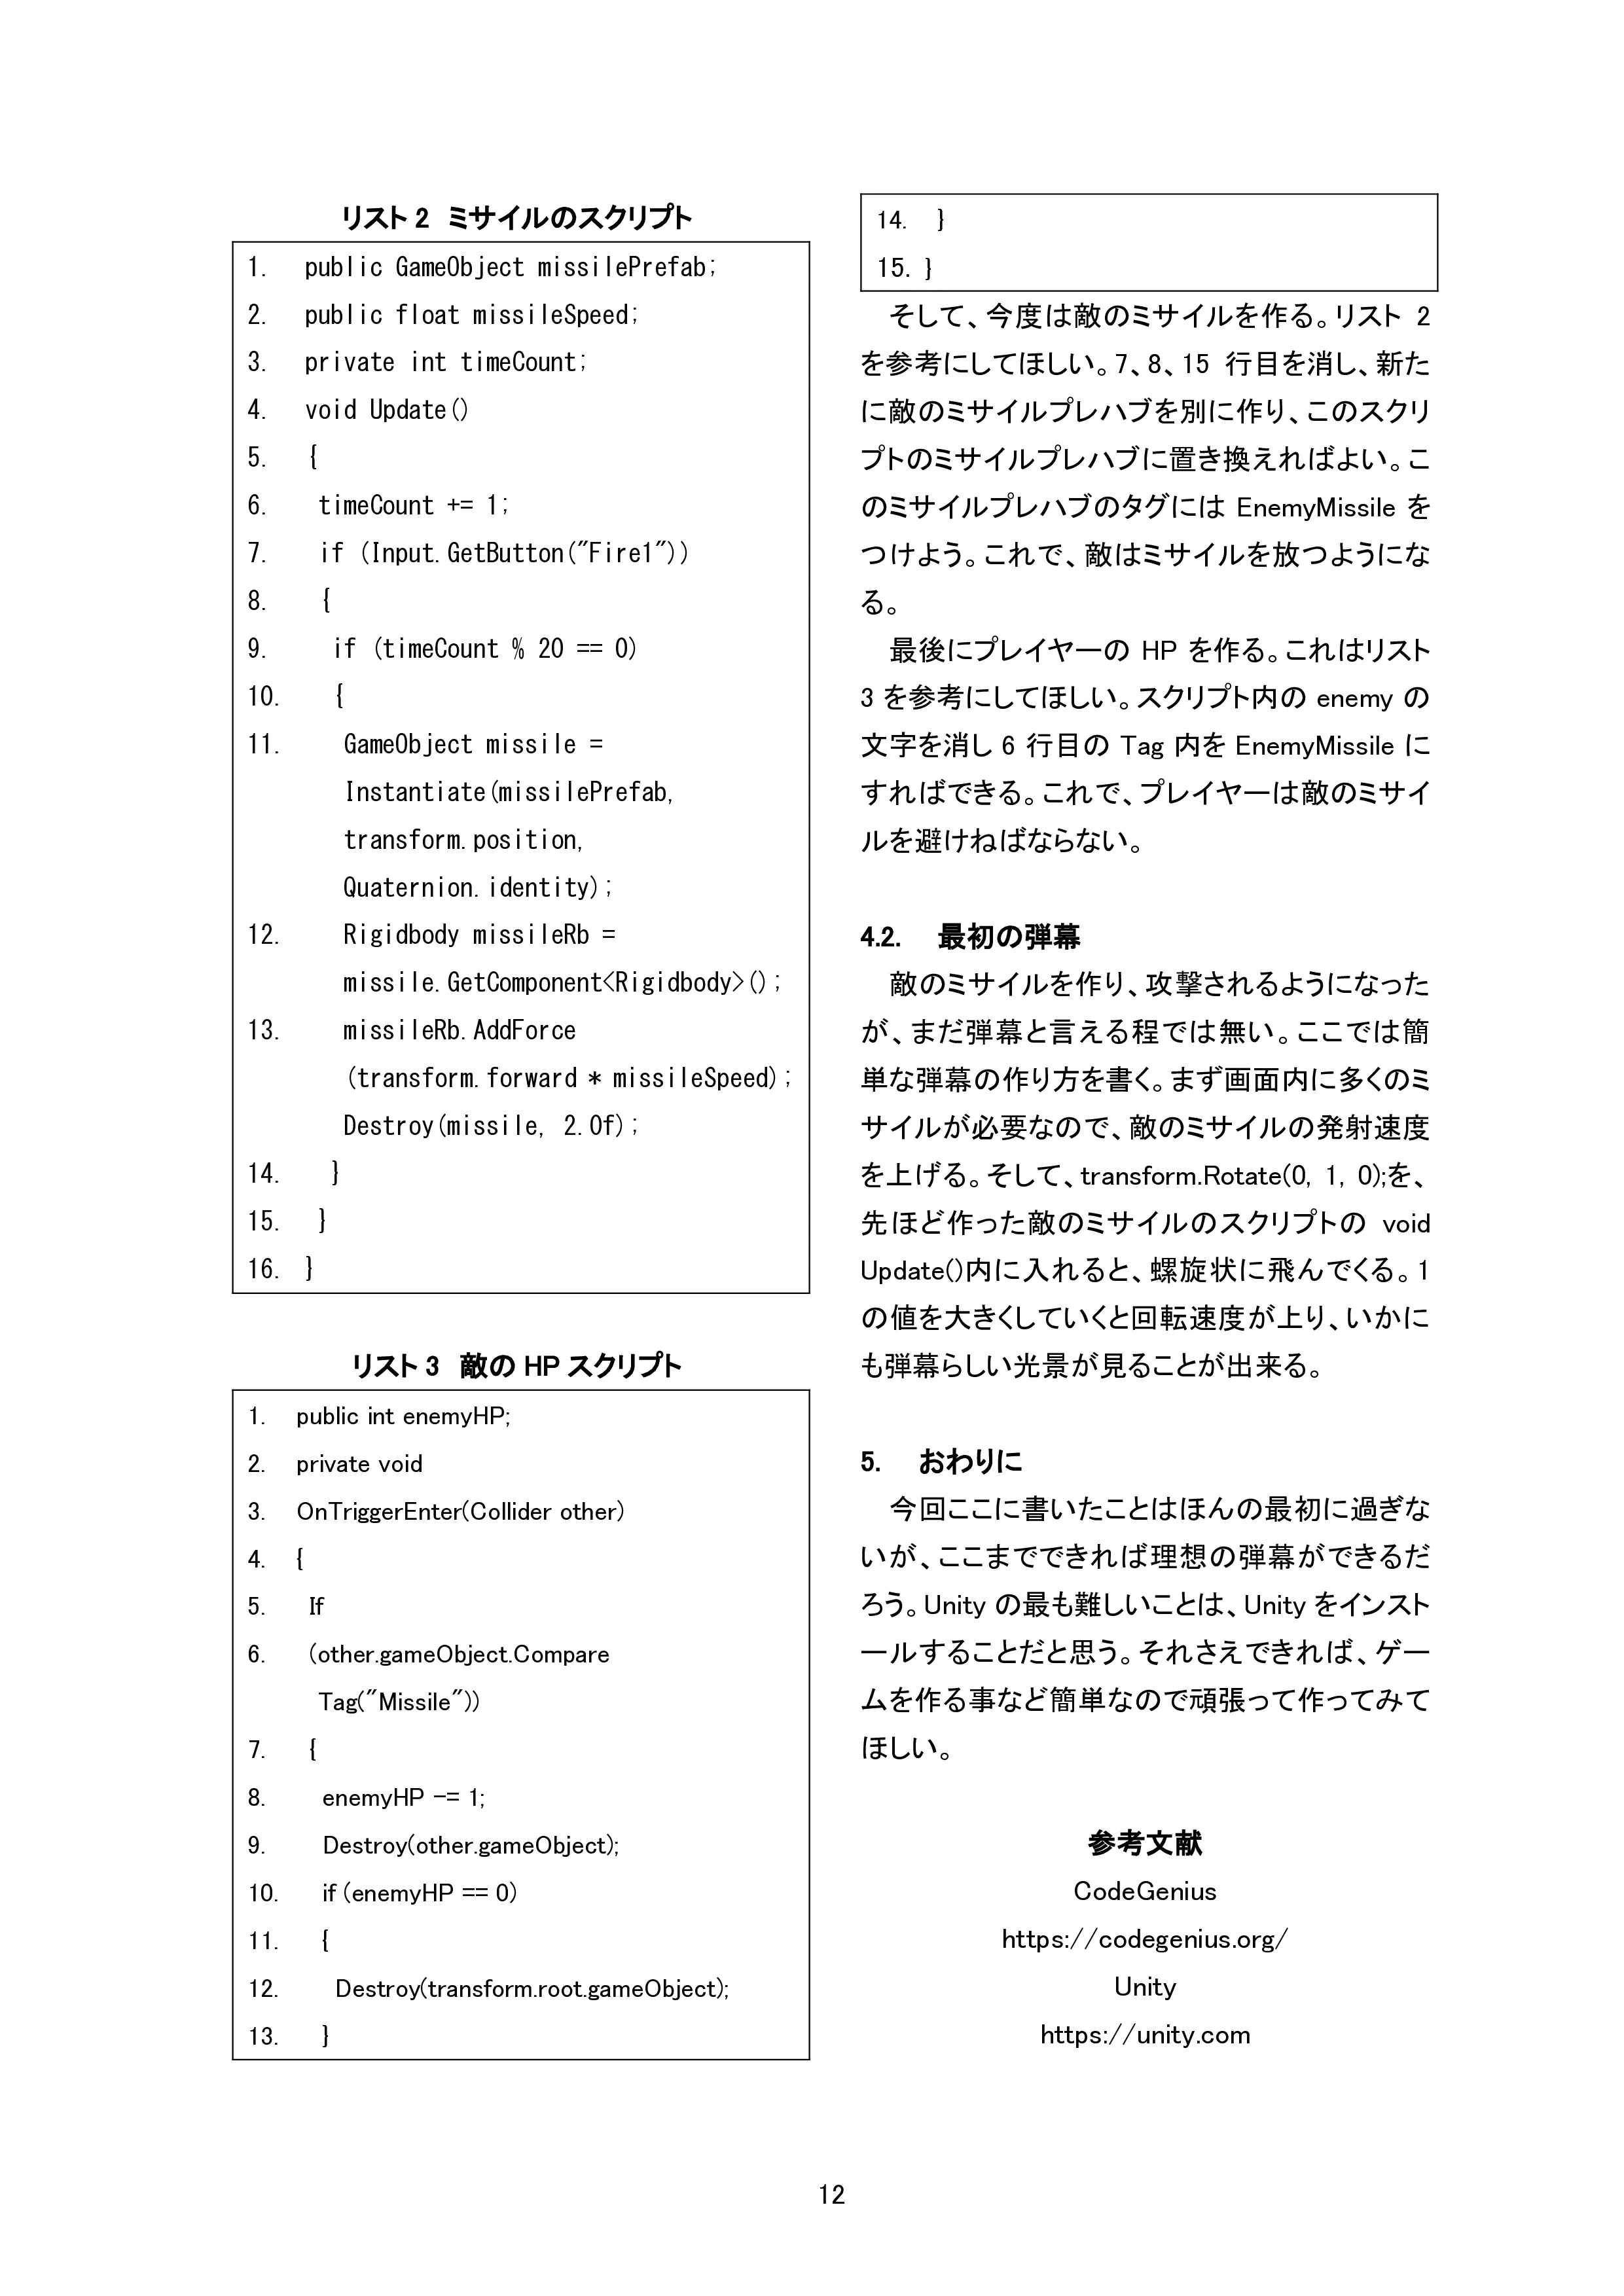 リスト2 ミサイルのスクリプト
1. public GameObject missilePrefab;
2. public float missileSpeed;
3. private int timeCount;
4. void Update()
5. {
6. timeCount += 1;
7. if (Input.GetButton("Fire1"))
8. {
9. if (timeCount % 20 == 0)
10. {
11. GameObject missile =
Instantiate(missilePrefab,
transform.position,
Quaternion.identity);
12. Rigidbody missileRb =
missile.GetComponent<Rigidbody>();
13. missileRb.AddForce
(transform.forward * missileSpeed);
Destroy(missile, 2.0f);
14. }
15. }
16. }
リスト3 敵の HP スクリプト
1. public int enemyHP;
2. private void
3. OnTriggerEnter(Collider other)
4. {
5. If
6. (other.gameObject.Compare
Tag("Missile"))
7. {
8. enemyHP -= 1;
9. Destroy(other.gameObject);
10. if (enemyHP == 0)
11. {
12. Destroy(transform.root.gameObject);
13. }
14. }
15. }
そして、今度は敵のミサイルを作る。リスト 2
を参考にしてほしい。7、8、15 行目を消し、新た
に敵のミサイルプレハブを別に作り、このスクリ
プトのミサイルプレハブに置き換えればよい。こ
のミサイルプレハブのタグには EnemyMissile を
つけよう。これで、敵はミサイルを放つようにな
る。
最後にプレイヤーの HP を作る。これはリスト
3 を参考にしてほしい。スクリプト内の enemy の
文字を消し 6 行目の Tag 内を EnemyMissile に
すればできる。これで、プレイヤーは敵のミサイ
ルを避けねばならない。
4.2. 最初の弾幕
敵のミサイルを作り、攻撃されるようになった
が、まだ弾幕と言える程では無い。ここでは簡
単な弾幕の作り方を書く。まず画面内に多くのミ
サイルが必要なので、敵のミサイルの発射速度
を上げる。そして、transform.Rotate(0, 1, 0);を、
先ほど作った敵のミサイルのスクリプトの void
Update()内に入れると、螺旋状に飛んでくる。1
の値を大きくしていくと回転速度が上り、いかに
も弾幕らしい光景が見ることが出来る。
5. おわりに
今回ここに書いたことはほんの最初に過ぎな
いが、ここまでできれば理想の弾幕ができるだ
ろう。Unity の最も難しいことは、Unity をインスト
ールすることだと思う。それさえできれば、ゲー
ムを作る事など簡単なので頑張って作ってみて
ほしい。
参考文献
CodeGenius
https://codegenius.org/
Unity
https://unity.com
12